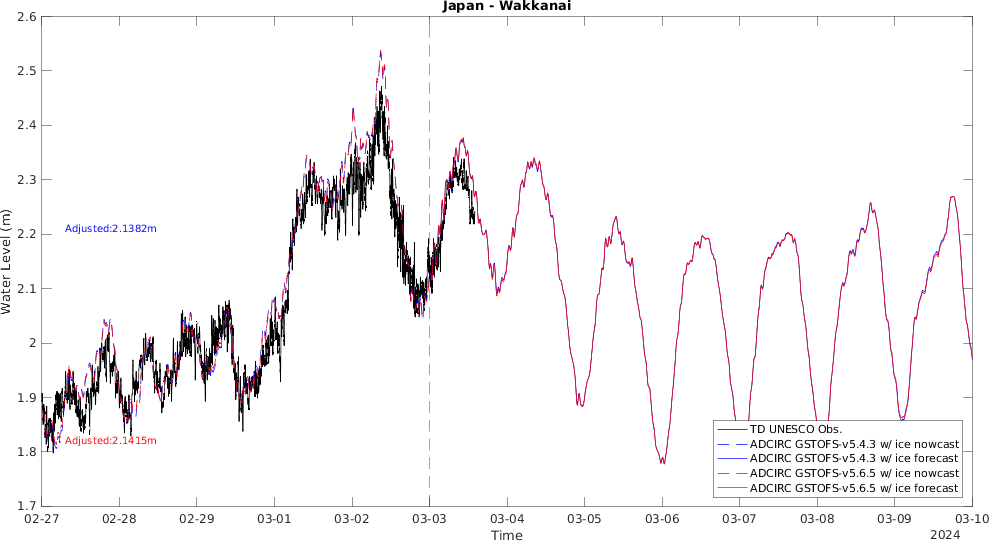 Japan - Wakkanai
2.6
2.5
2.4
2.3
2.2
2.1
2
1.9
1.8
1.7
Water Level (m)
Adjusted:2.1382m
Adjusted:2.1415m
TD UNESCO Obs.
ADCIRC GSTOFS-v5.4.3 w/ ice nowcast
ADCIRC GSTOFS-v5.4.3 w/ ice forecast
ADCIRC GSTOFS-v5.6.5 w/ ice nowcast
ADCIRC GSTOFS-v5.6.5 w/ ice forecast
02-27 02-28 02-29 03-01 03-02 03-03 03-04 03-05 03-06 03-07 03-08 03-09 03-10
Time
2024